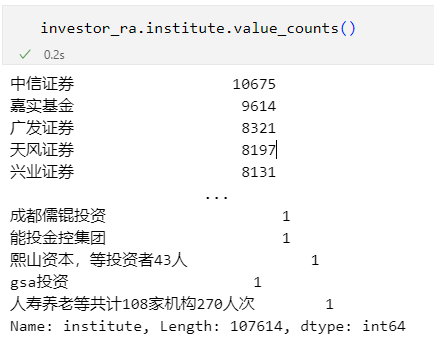 investor_ra.institute.value_counts()
0.2s
中信证券 10675
嘉实基金 9614
广发证券 8321
天风证券 8197
兴业证券 8131
...
成都儒锟投资 1
能投金控集团 1
熙山资本，等投资者43人 1
gsa投资 1
人寿养老等共计108家机构270人次 1
Name: institute, Length: 107614, dtype: int64